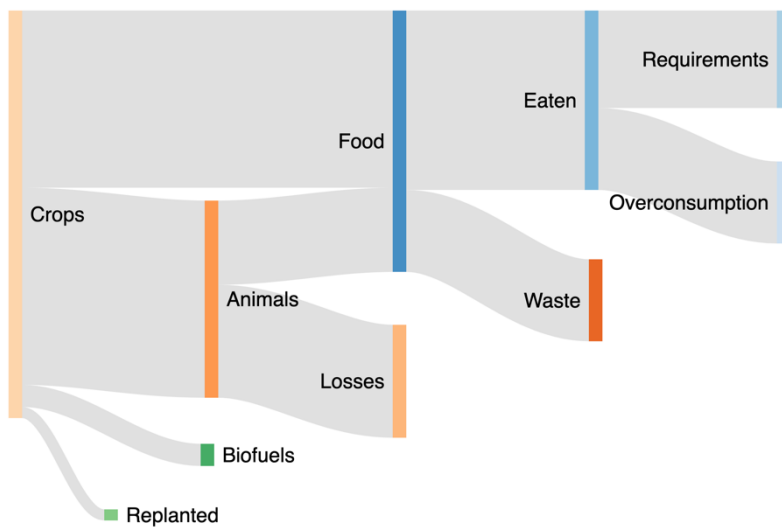 Requirements
Eaten
Food
Overconsumption
Crops
Animals
Waste
Losses
Biofuels
Replanted